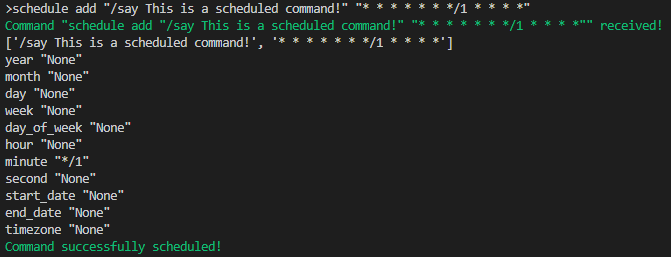 >schedule add "/say This is a scheduled command!" "* * * * * * */1 * * * *"
Command "schedule add "/say This is a scheduled command!" "* * * * * * */1 * * * *"" received!
['/say This is a scheduled command!', '* * * * * * */1 * * * *']
year "None"
month "None"
day "None"
week "None"
day_of_week "None"
hour "None"
minute "*/1"
second "None"
start_date "None"
end_date "None"
timezone "None"
Command successfully scheduled!